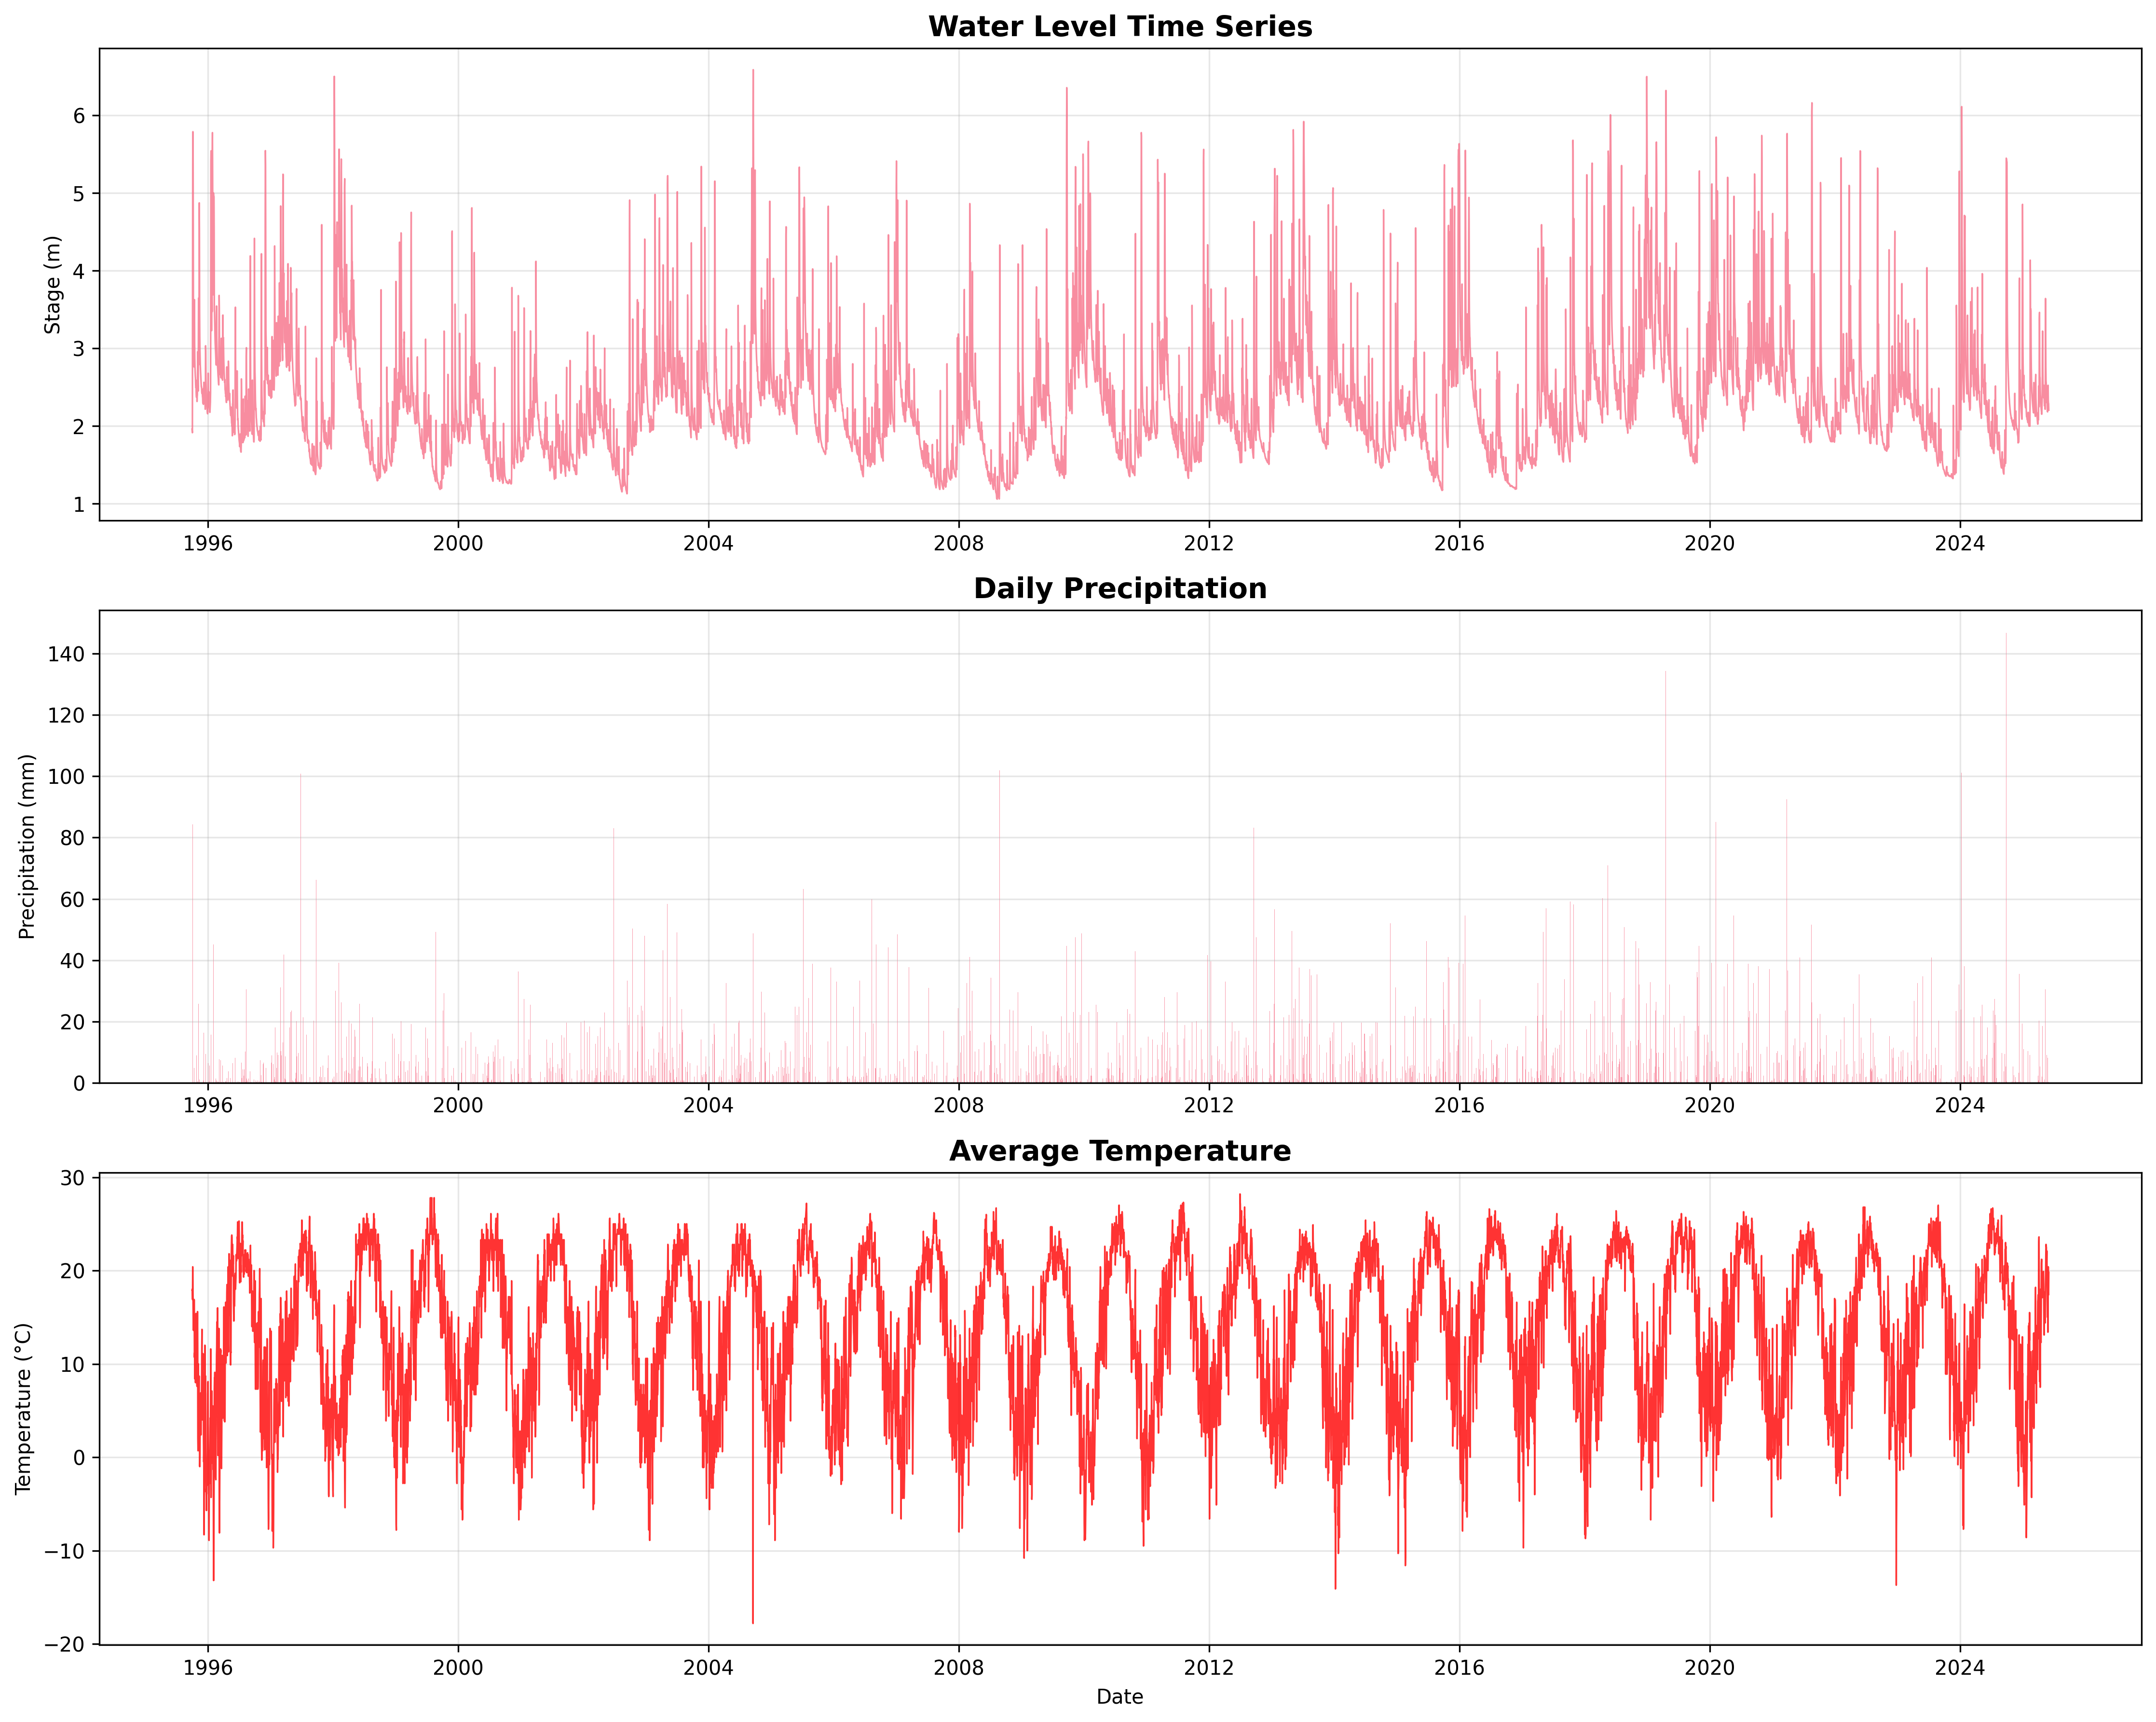 Water Level Time Series
Stage (m)
6
5
4
3
2
1
1996 2000 2004 2008 2012 2016 2020 2024
Daily Precipitation
Precipitation (mm)
140
120
100
80
60
40
20
0
1996 2000 2004 2008 2012 2016 2020 2024
Average Temperature
Temperature (°C)
30
20
10
0
−10
−20
1996 2000 2004 2008 2012 2016 2020 2024
Date